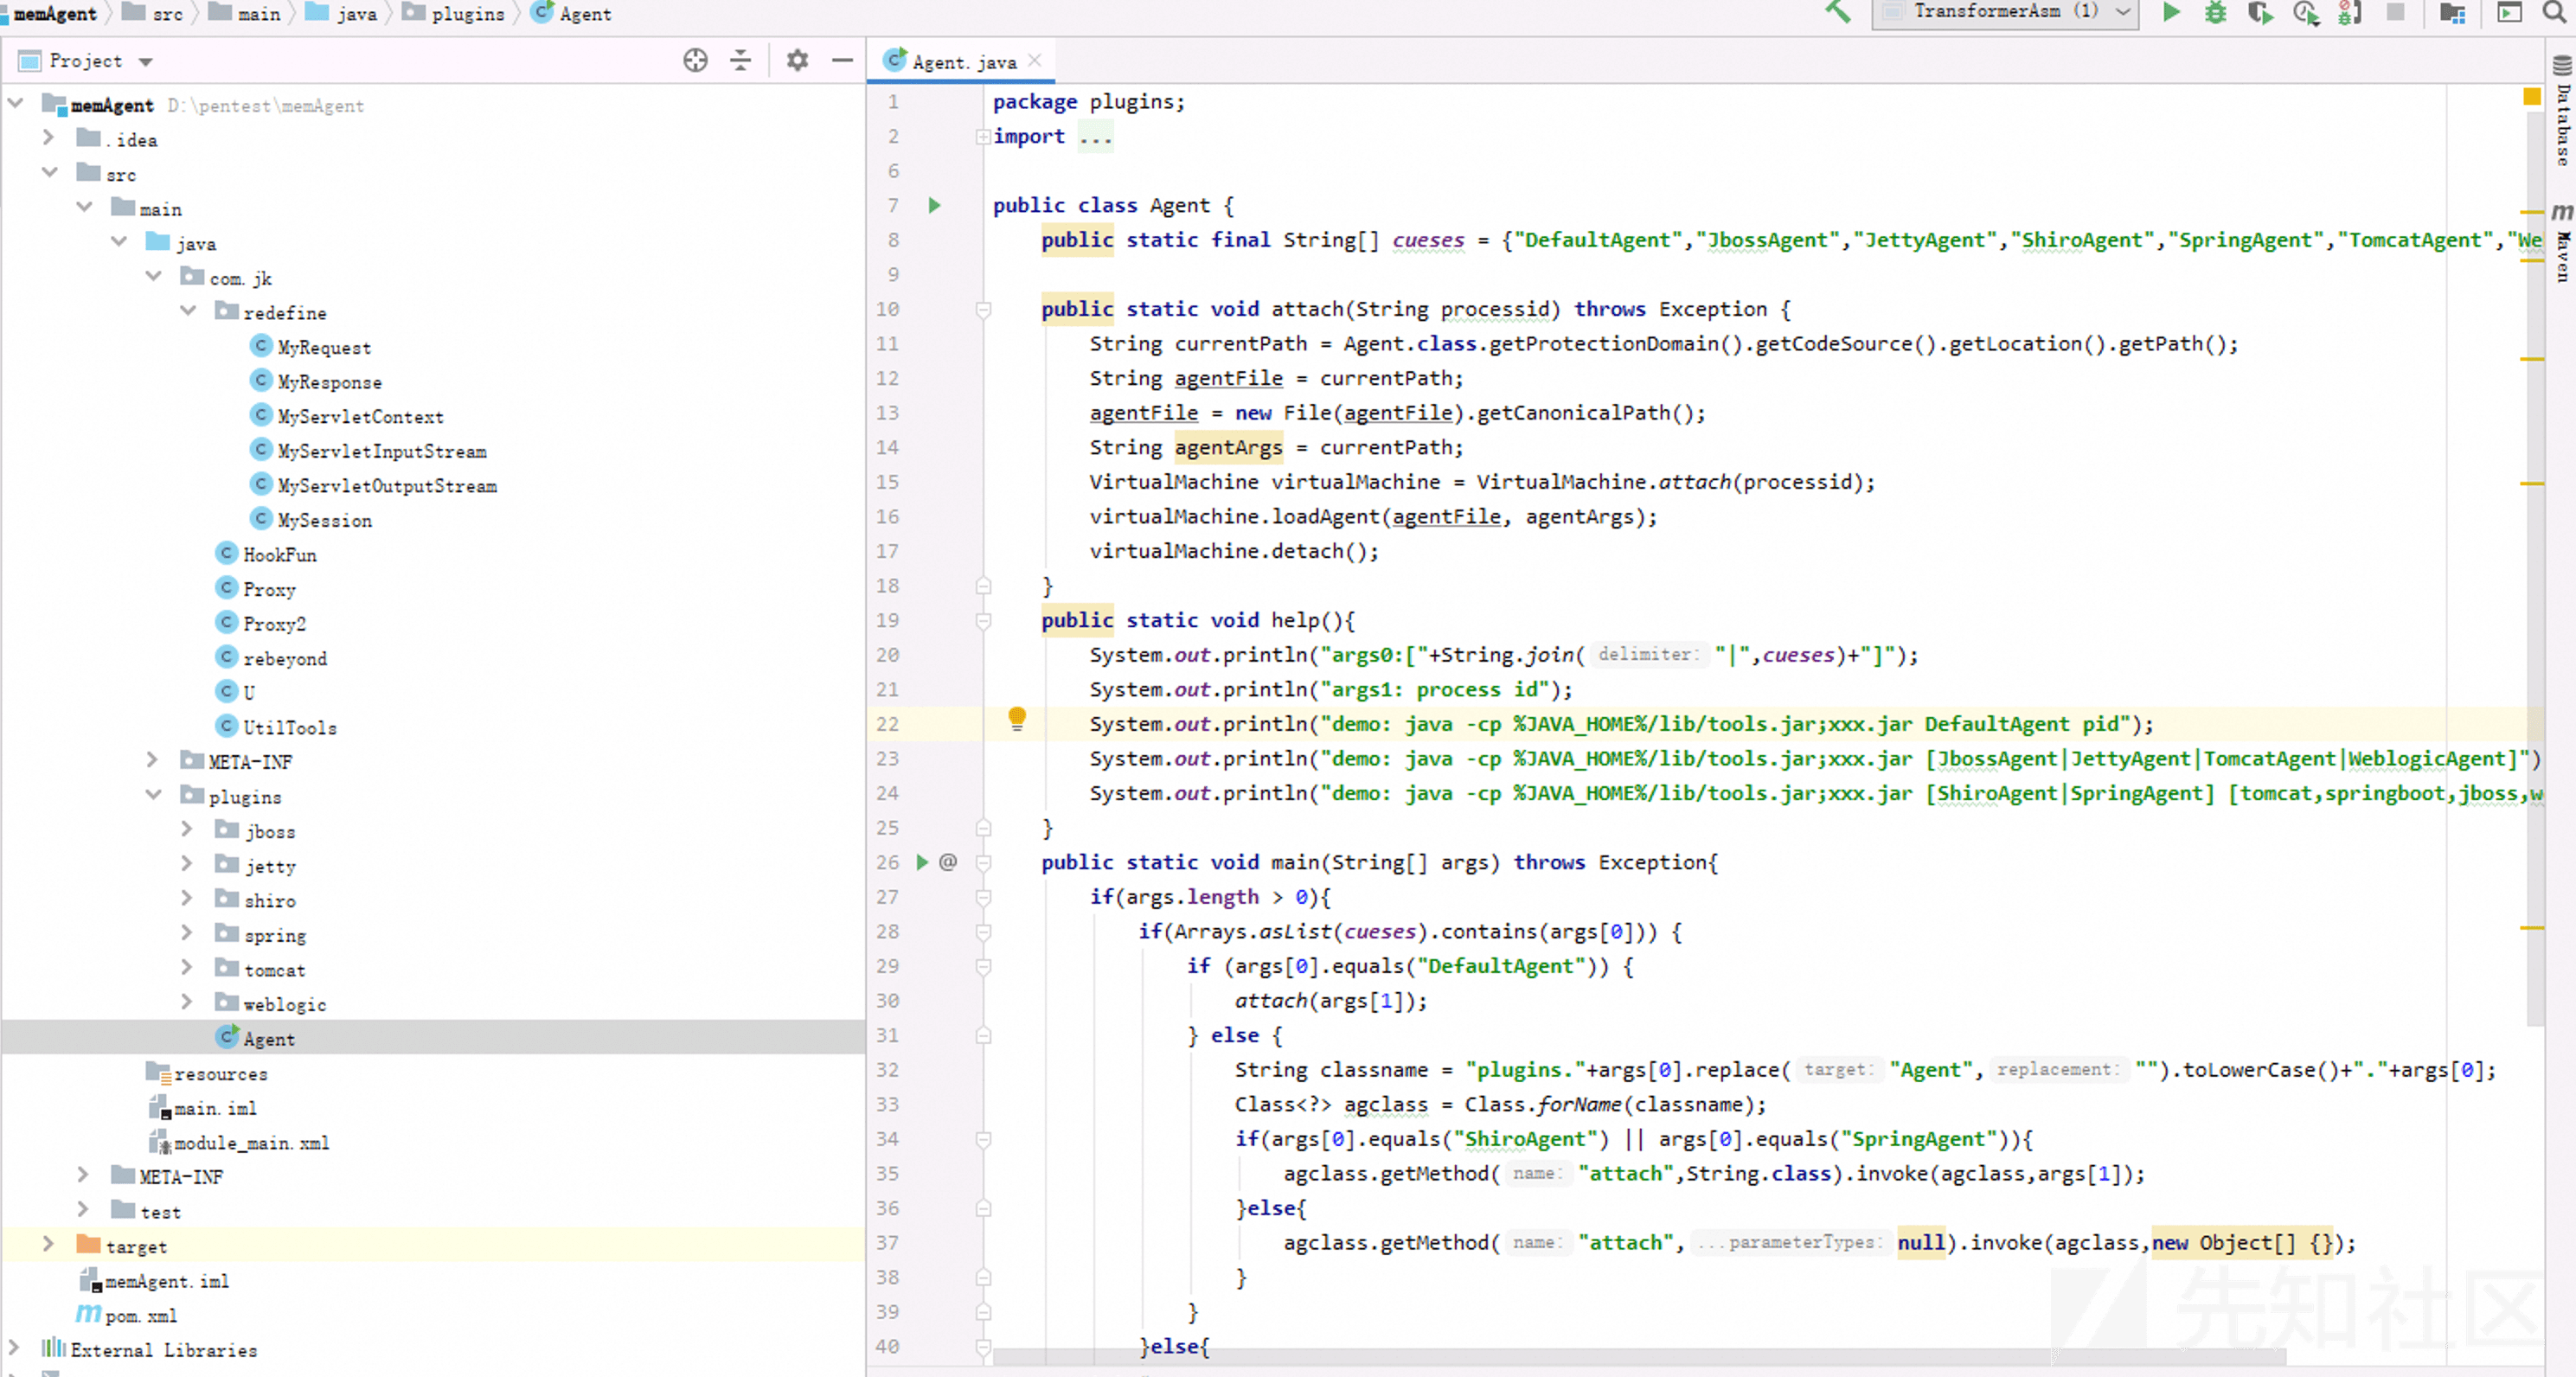 memAgent src main java plugins Agent
TransformerAsm (1)
Project
Agent.java
memAgent D:\pentest\memAgent
.idea
src
main
java
com.jk
redefine
MyRequest
MyResponse
MyServletContext
MyServletInputStream
MyServletOutputStream
MySession
HookFun
Proxy
Proxy2
rebeyond
U
UtilTools
META-INF
plugins
jboss
jetty
shiro
spring
tomcat
weblogic
Agent
resources
main.iml
module_main.xml
META-INF
test
target
memAgent.iml
pom.xml
External Libraries
1 package plugins;
2 import ...
6
7 public class Agent {
8 public static final String[] cueses = {"DefaultAgent","JbossAgent","JettyAgent","ShiroAgent","SpringAgent","TomcatAgent","We
9
10 public static void attach(String processid) throws Exception {
11 String currentPath = Agent.class.getProtectionDomain().getCodeSource().getLocation().getPath();
12 String agentFile = currentPath;
13 agentFile = new File(agentFile).getCanonicalPath();
14 String agentArgs = currentPath;
15 VirtualMachine virtualMachine = VirtualMachine.attach(processid);
16 virtualMachine.loadAgent(agentFile, agentArgs);
17 virtualMachine.detach();
18 }
19 public static void help(){
20 System.out.println("args0:["+String.join( delimiter: "|",cueses)+"]");
21 System.out.println("args1: process id");
22 System.out.println("demo: java -cp %JAVA_HOME%/lib/tools.jar;xxx.jar DefaultAgent pid");
23 System.out.println("demo: java -cp %JAVA_HOME%/lib/tools.jar;xxx.jar [JbossAgent|JettyAgent|TomcatAgent|WeblogicAgent]")
24 System.out.println("demo: java -cp %JAVA_HOME%/lib/tools.jar;xxx.jar [ShiroAgent|SpringAgent] [tomcat,springboot,jboss,w
25 }
26 @ public static void main(String[] args) throws Exception{
27 if(args.length > 0){
28 if(Arrays.asList(cueses).contains(args[0])) {
29 if (args[0].equals("DefaultAgent")) {
30 attach(args[1]);
31 } else {
32 String classname = "plugins."+args[0].replace( target: "Agent", replacement: "").toLowerCase()+"."+args[0];
33 Class<?> agclass = Class.forName(classname);
34 if(args[0].equals("ShiroAgent") || args[0].equals("SpringAgent")){
35 agclass.getMethod( name: "attach",String.class).invoke(agclass,args[1]);
36 }else{
37 agclass.getMethod( name: "attach", ...parameterTypes: null).invoke(agclass,new Object[] {});
38 }
39 }
40 }else{
Database
Maven
先知社区